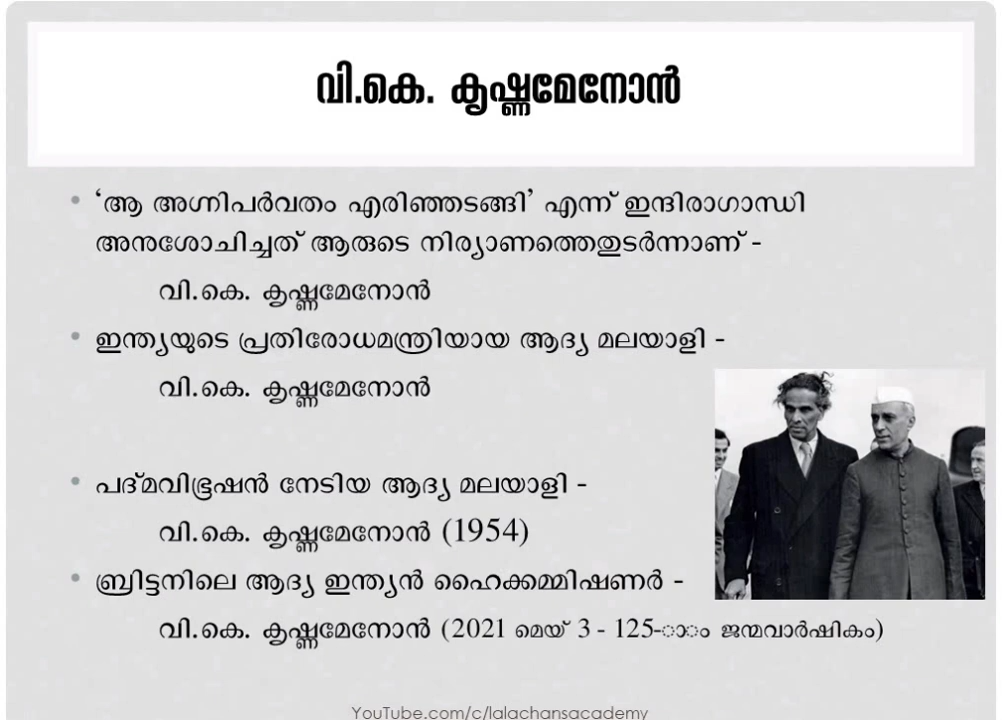 വി.കെ. കൃഷ്ണമേനോൻ
• ‘ആ അഗ്നിപർവതം എരിഞ്ഞടങ്ങി’ എന്ന് ഇന്ദിരാഗാന്ധി
അനുശോചിച്ചത് ആരുടെ നിര്യാണത്തെതുടർന്നാണ് -
വി.കെ. കൃഷ്ണമേനോൻ
• ഇന്ത്യയുടെ പ്രതിരോധമന്ത്രിയായ ആദ്യ മലയാളി -
വി.കെ. കൃഷ്ണമേനോൻ
• പദ്മവിഭൂഷൻ നേടിയ ആദ്യ മലയാളി -
വി.കെ. കൃഷ്ണമേനോൻ (1954)
• ബ്രിട്ടനിലെ ആദ്യ ഇന്ത്യൻ ഹൈക്കമ്മിഷണർ -
വി.കെ. കൃഷ്ണമേനോൻ (2021 മെയ് 3 - 125-ാാം ജന്മവാർഷികം)
YouTube.com/c/lalachansacademy